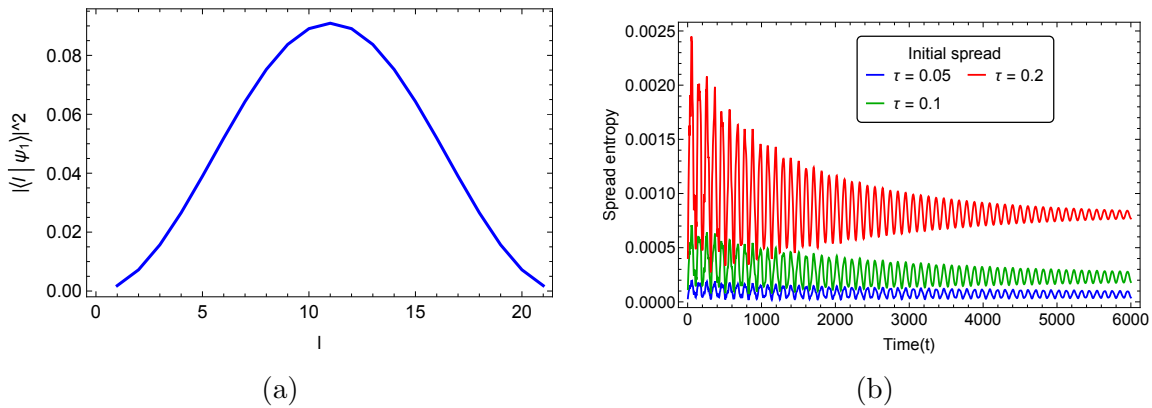 |⟨l | ψ₁⟩|^2
0.08
0.06
0.04
0.02
0.00
0
5
10
15
20
l
(a)
Spread entropy
0.0025
0.0020
0.0015
0.0010
0.0005
0.0000
Initial spread
τ = 0.05
τ = 0.2
τ = 0.1
0
1000
2000
3000
4000
5000
6000
Time(t)
(b)